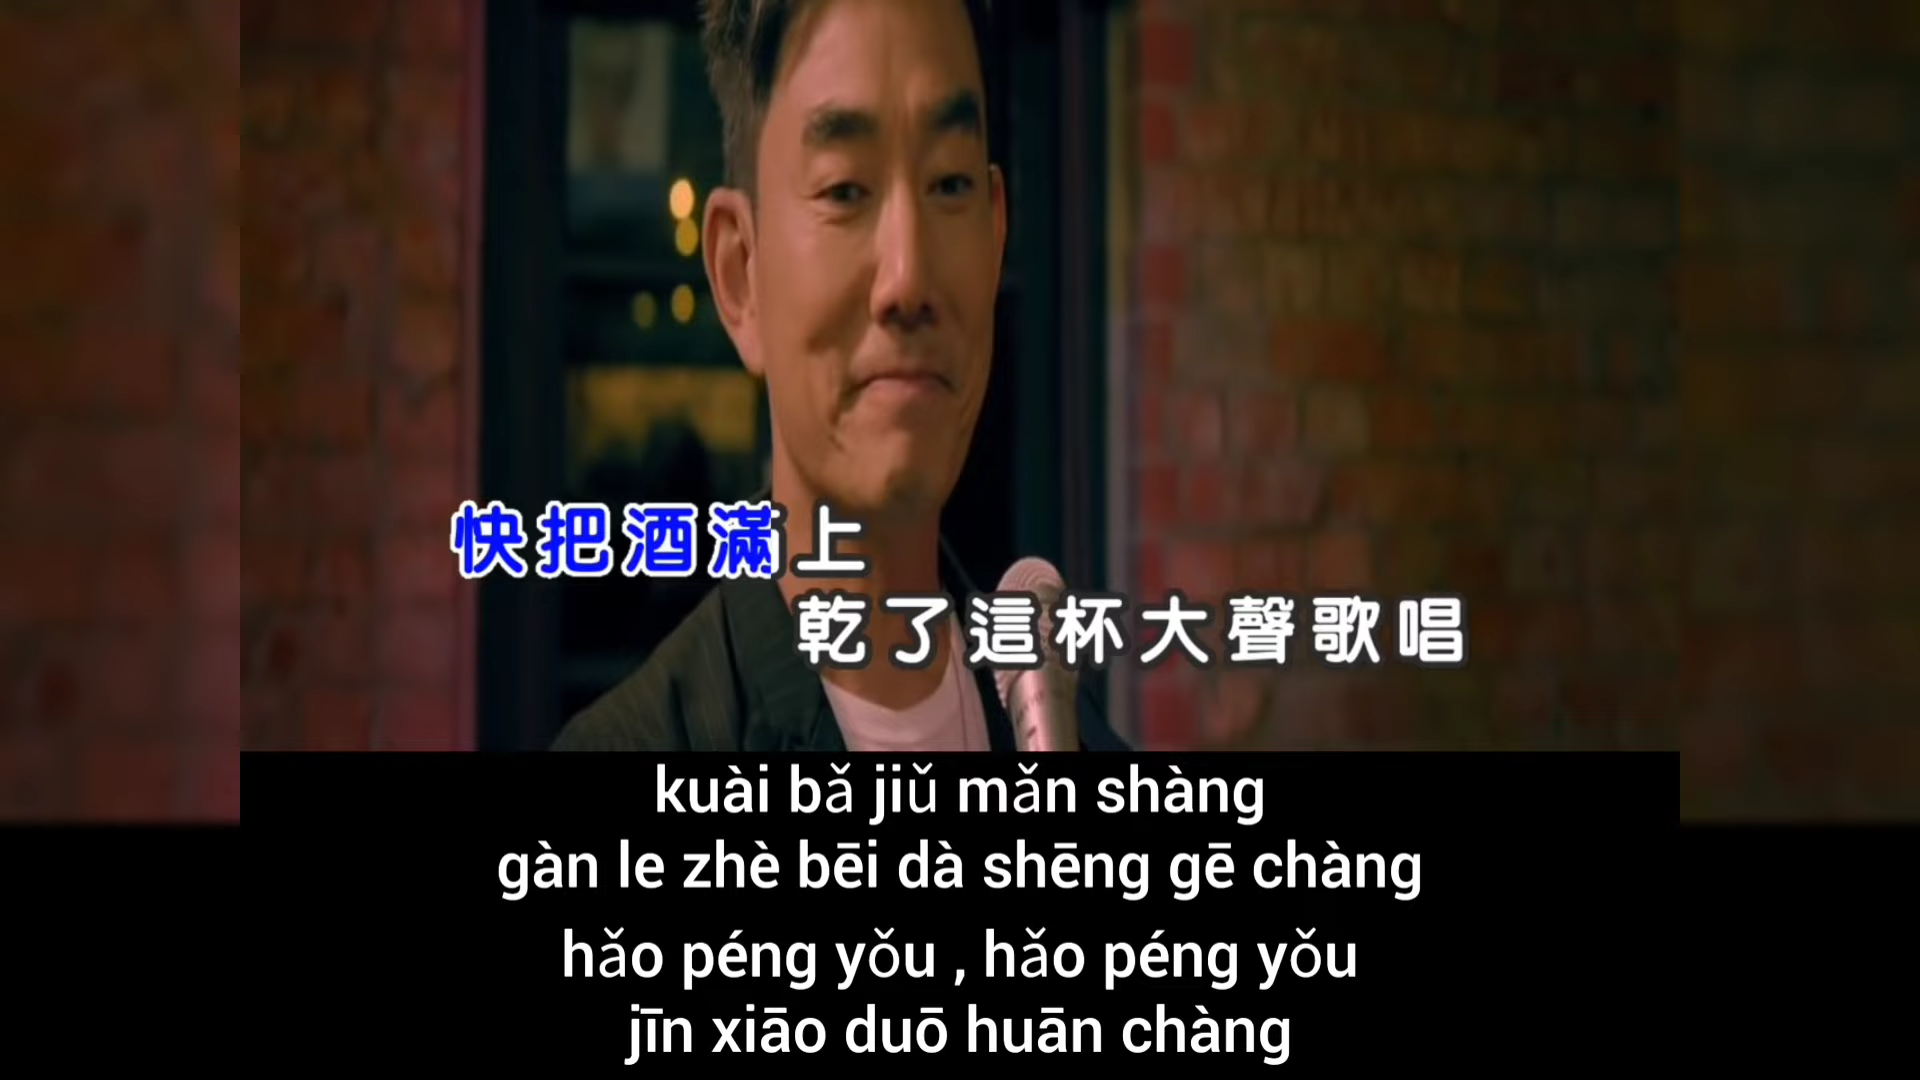 快把酒滿上
乾了這杯大聲歌唱
kuài bǎ jiǔ mǎn shàng
gàn le zhè bēi dà shēng gē chàng
hǎo péng yǒu , hǎo péng yǒu
jīn xiāo duō huān chàng